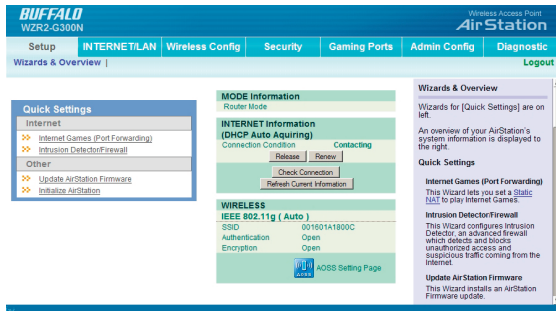 BUFFALO
WZR2-G300N
Wireless Access Point
AirStation
Setup INTERNET/LAN Wireless Config Security Gaming Ports Admin Config Diagnostic
Wizards & Overview |
Logout
Quick Settings
Internet
Internet Games (Port Forwarding)
Intrusion Detector/Firewall
Other
Update AirStation Firmware
Initialize AirStation
MODE Information
Router Mode
INTERNET Information
(DHCP Auto Aquiring)
Connection Condition Contacting
Release Renew
Check Connection
Refresh Current Information
WIRELESS
IEEE 802.11g ( Auto )
SSID 001601A1800C
Authentication Open
Encryption Open
AOSS AOSS Setting Page
Wizards & Overview
Wizards for [Quick Settings] are on
left.
An overview of your AirStation's
system information is displayed to
the right.
Quick Settings
Internet Games (Port Forwarding)
This Wizard lets you set a Static
NAT to play Internet Games.
Intrusion Detector/Firewall
This Wizard configures Intrusion
Detector, an advanced firewall
which detects and blocks
unauthorized access and
suspicious traffic coming from the
Internet.
Update AirStation Firmware
This Wizard installs an AirStation
Firmware update.